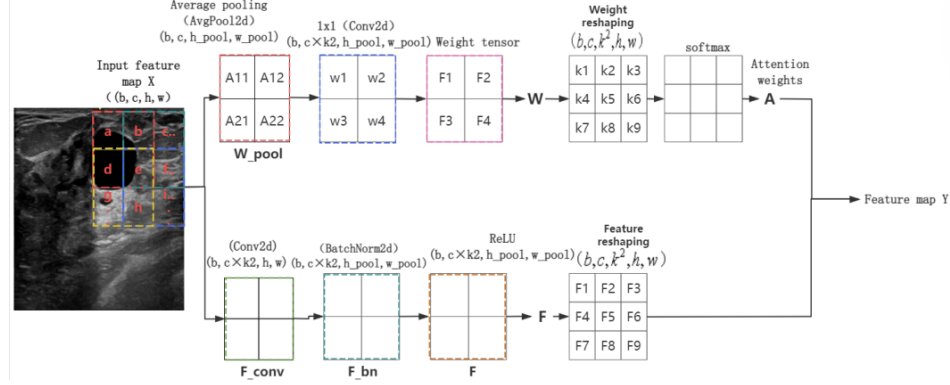 Average pooling
(AvgPool2d)
(b, c, h_pool, w_pool)
1x1 (Conv2d)
(b, c×k2, h_pool, w_pool)
Weight tensor
Weight
reshaping
(b,c,k²,h,w)
softmax
Attention
weights
Input feature
map X
((b, c, h, w)
A11 A12
A21 A22
W_pool
w1 w2
w3 w4
F1 F2
F3 F4
W
k1 k2 k3
k4 k5 k6
k7 k8 k9
A
a b c..
d e f..
g h i..
Feature map Y
(Conv2d)
(b, c×k2, h, w)
(BatchNorm2d)
(b, c×k2, h_pool, w_pool)
ReLU
(b, c×k2, h_pool, w_pool)
Feature
reshaping
(b,c,k²,h,w)
F
F1 F2 F3
F4 F5 F6
F7 F8 F9
F_conv
F_bn
F